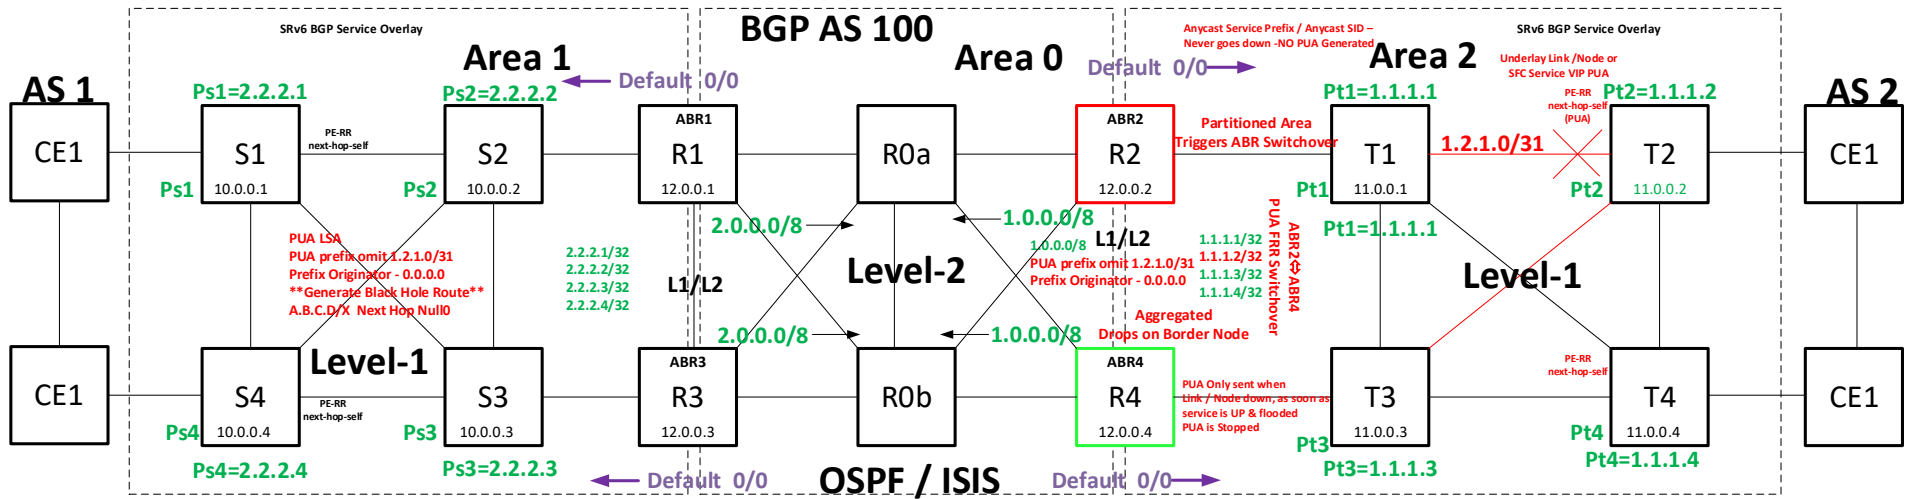 BGP AS 100
SRv6 BGP Service Overlay
Area 1
Default 0/0
Area 0
Default 0/0
Anycast Service Prefix / Anycast SID –
Never goes down -NO PUA Generated
Area 2
SRv6 BGP Service Overlay
Underlay Link /Node or
SFC Service VIP PUA
AS 1
Ps1=2.2.2.1
Ps2=2.2.2.2
Pt1=1.1.1.1
PE-RR
next-hop-self
(PUA)
Pt2=1.1.1.2
AS 2
CE1
S1
10.0.0.1
PE-RR
next-hop-self
S2
10.0.0.2
ABR1
R1
12.0.0.1
R0a
ABR2
R2
12.0.0.2
Partitioned Area
Triggers ABR Switchover
T1
11.0.0.1
1.2.1.0/31
T2
11.0.0.2
CE1
Ps1
Ps2
Pt1
Pt2
2.0.0.0/8
1.0.0.0/8
Pt1=1.1.1.1
PUA LSA
PUA prefix omit 1.2.1.0/31
Prefix Originator - 0.0.0.0
**Generate Black Hole Route**
A.B.C.D/X Next Hop Null0
2.2.2.1/32
2.2.2.2/32
2.2.2.3/32
2.2.2.4/32
L1/L2
Level-2
1.0.0.0/8
L1/L2
PUA prefix omit 1.2.1.0/31
Prefix Originator - 0.0.0.0
1.1.1.1/32
1.1.1.2/32
1.1.1.3/32
1.1.1.4/32
ABR2⇔ABR4
PUA FRR Switchover
Level-1
2.0.0.0/8
1.0.0.0/8
Aggregated
Drops on Border Node
Level-1
CE1
S4
10.0.0.4
PE-RR
next-hop-self
S3
10.0.0.3
ABR3
R3
12.0.0.3
R0b
ABR4
R4
12.0.0.4
PUA Only sent when
Link / Node down, as soon as
service is UP & flooded
PUA is Stopped
T3
11.0.0.3
PE-RR
next-hop-self
T4
11.0.0.4
CE1
Ps4
Ps3
Pt3
Pt4
Ps4=2.2.2.4
Ps3=2.2.2.3
Pt3=1.1.1.3
Pt4=1.1.1.4
Default 0/0
OSPF / ISIS
Default 0/0